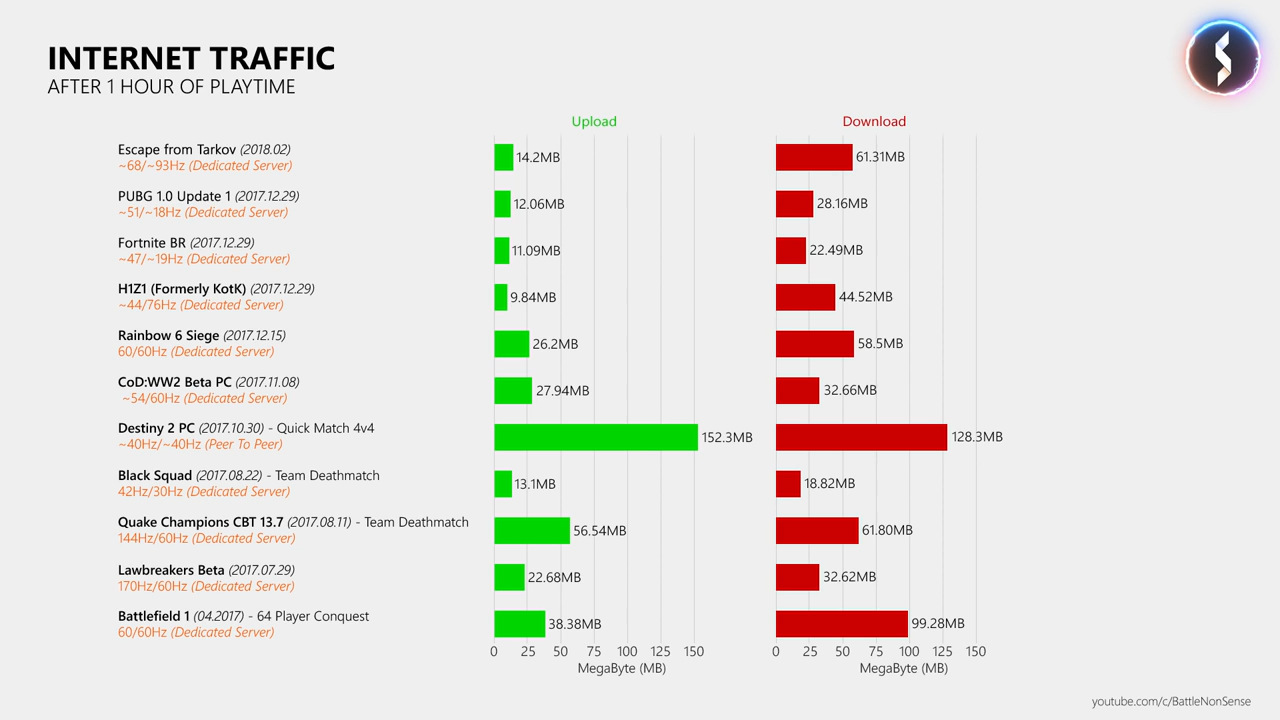 INTERNET TRAFFIC
AFTER 1 HOUR OF PLAYTIME
Upload Download
Escape from Tarkov (2018.02)
~68/~93Hz (Dedicated Server)
14.2MB 61.31MB
PUBG 1.0 Update 1 (2017.12.29)
~51/~18Hz (Dedicated Server)
12.06MB 28.16MB
Fortnite BR (2017.12.29)
~47/~19Hz (Dedicated Server)
11.09MB 22.49MB
H1Z1 (Formerly KotK) (2017.12.29)
~44/76Hz (Dedicated Server)
9.84MB 44.52MB
Rainbow 6 Siege (2017.12.15)
60/60Hz (Dedicated Server)
26.2MB 58.5MB
CoD:WW2 Beta PC (2017.11.08)
~54/60Hz (Dedicated Server)
27.94MB 32.66MB
Destiny 2 PC (2017.10.30) - Quick Match 4v4
~40Hz/~40Hz (Peer To Peer)
152.3MB 128.3MB
Black Squad (2017.08.22) - Team Deathmatch
42Hz/30Hz (Dedicated Server)
13.1MB 18.82MB
Quake Champions CBT 13.7 (2017.08.11) - Team Deathmatch
144Hz/60Hz (Dedicated Server)
56.54MB 61.80MB
Lawbreakers Beta (2017.07.29)
170Hz/60Hz (Dedicated Server)
22.68MB 32.62MB
Battlefield 1 (04.2017) - 64 Player Conquest
60/60Hz (Dedicated Server)
38.38MB 99.28MB
0 25 50 75 100 125 150 0 25 50 75 100 125 150
MegaByte (MB) MegaByte (MB)
youtube.com/c/BattleNonSense